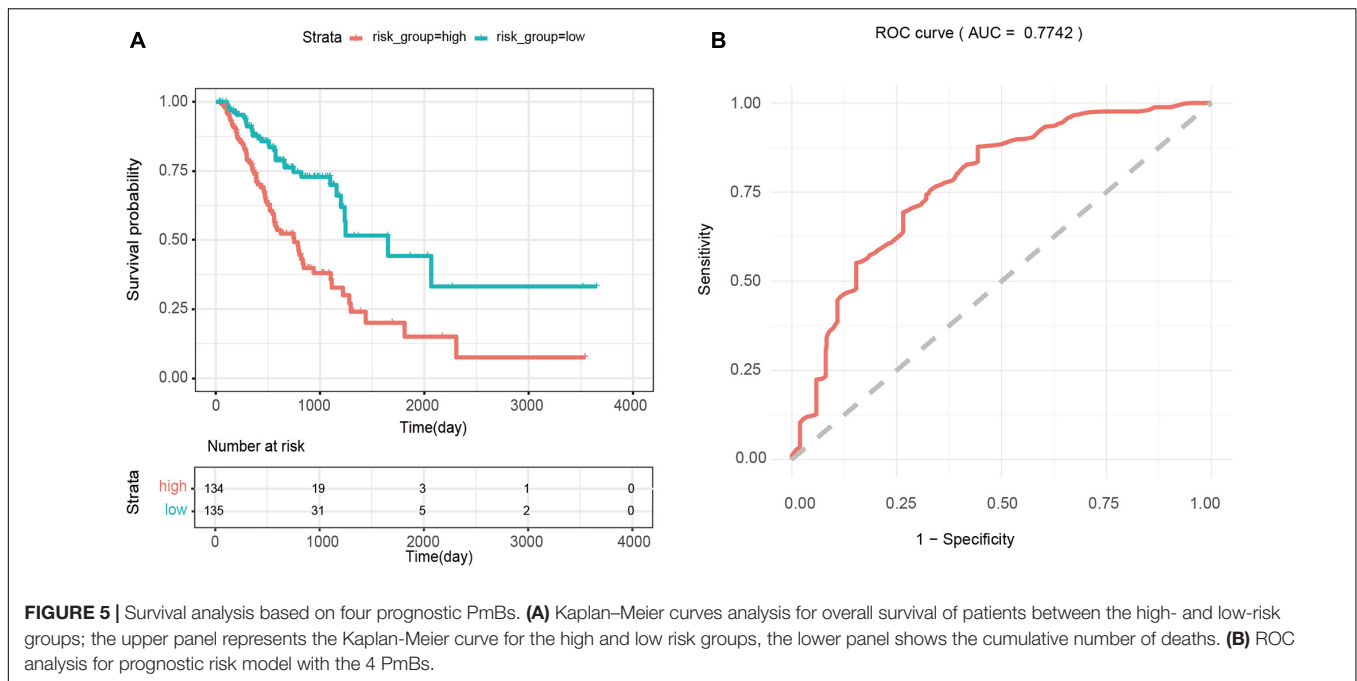 A
Strata risk_group=high risk_group=low
1.00
0.75
0.50
0.25
0.00
Survival probability
0 1000 2000 3000 4000
Time(day)
Number at risk
Strata
high 134 19 3 1 0
low 135 31 5 2 0
0 1000 2000 3000 4000
Time(day)
B
ROC curve ( AUC = 0.7742 )
1.00
0.75
0.50
0.25
0.00
Sensitivity
0.00 0.25 0.50 0.75 1.00
1 − Specificity
FIGURE 5 | Survival analysis based on four prognostic PmBs. (A) Kaplan–Meier curves analysis for overall survival of patients between the high- and low-risk
groups; the upper panel represents the Kaplan-Meier curve for the high and low risk groups, the lower panel shows the cumulative number of deaths. (B) ROC
analysis for prognostic risk model with the 4 PmBs.